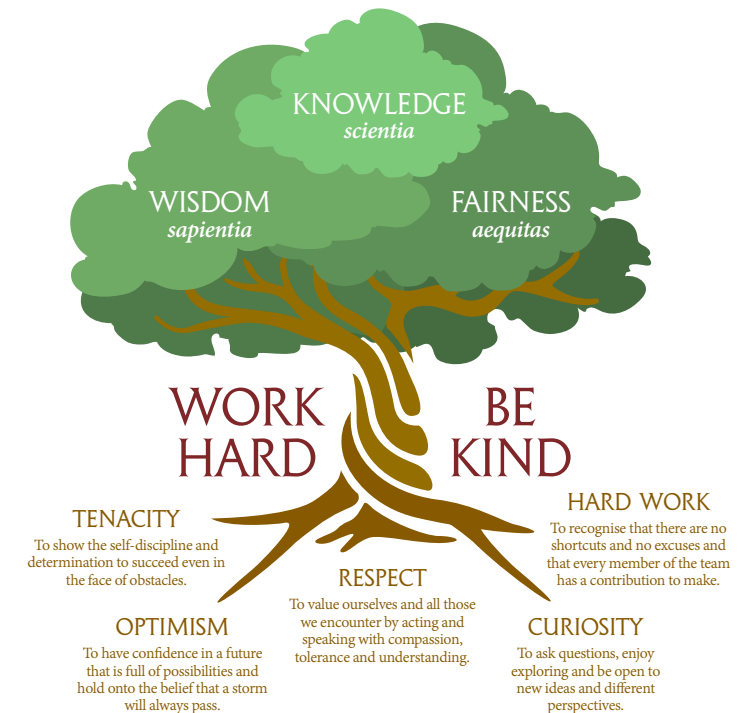 KNOWLEDGE
scientia
WISDOM
sapientia
FAIRNESS
aequitas
WORK
HARD
BE
KIND
TENACITY
To show the self-discipline and
determination to succeed even in
the face of obstacles.
HARD WORK
To recognise that there are no
shortcuts and no excuses and
that every member of the team
has a contribution to make.
OPTIMISM
To have confidence in a future
that is full of possibilities and
hold onto the belief that a storm
will always pass.
RESPECT
To value ourselves and all those
we encounter by acting and
speaking with compassion,
tolerance and understanding.
CURIOSITY
To ask questions, enjoy
exploring and be open to
new ideas and different
perspectives.